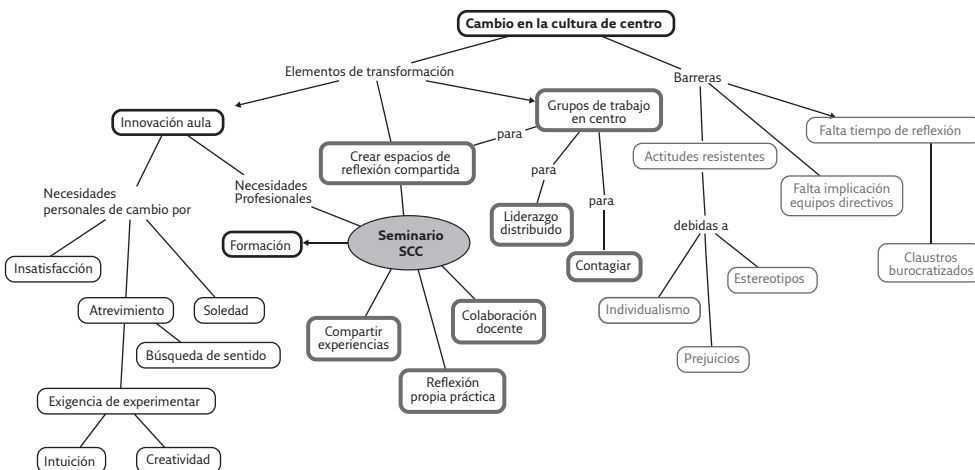 Cambio en la cultura de centro
Elementos de transformación
Barreras
Innovación aula
Grupos de trabajo
en centro
Falta tiempo de reflexión
para
Crear espacios de
reflexión compartida
Actitudes resistentes
para
Necesidades
Profesionales
Necesidades
personales de cambio por
Falta implicación
equipos directivos
para
Liderazgo
distribuido
debidas a
Formación
Seminario
SCC
Claustros
burocratizados
Insatisfacción
Contagiar
Estereotipos
Atrevimiento
Soledad
Individualismo
Colaboración
docente
Compartir
experiencias
Búsqueda de sentido
Prejuicios
Reflexión
propia práctica
Exigencia de experimentar
Intuición
Creatividad